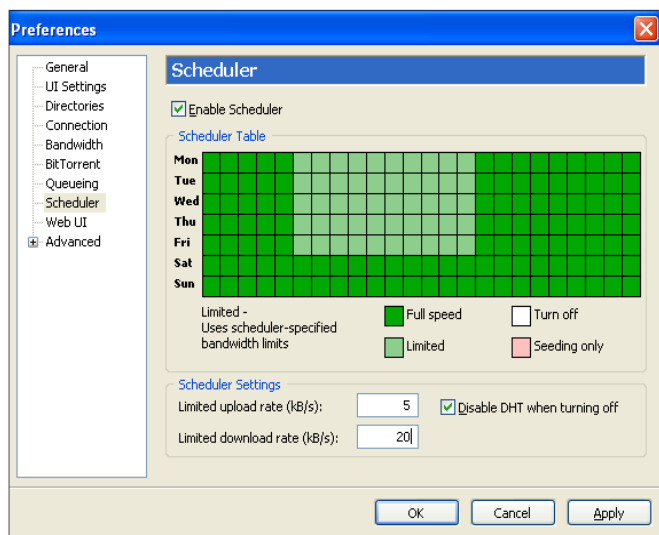 Preferences
General
UI Settings
Directories
Connection
Bandwidth
BitTorrent
Queueing
Scheduler
Web UI
Advanced
Scheduler
Enable Scheduler
Scheduler Table
Mon
Tue
Wed
Thu
Fri
Sat
Sun
Limited -
Uses scheduler-specified
bandwidth limits
Full speed
Turn off
Limited
Seeding only
Scheduler Settings
Limited upload rate (kB/s): 5
Disable DHT when turning off
Limited download rate (kB/s): 20
OK
Cancel
Apply